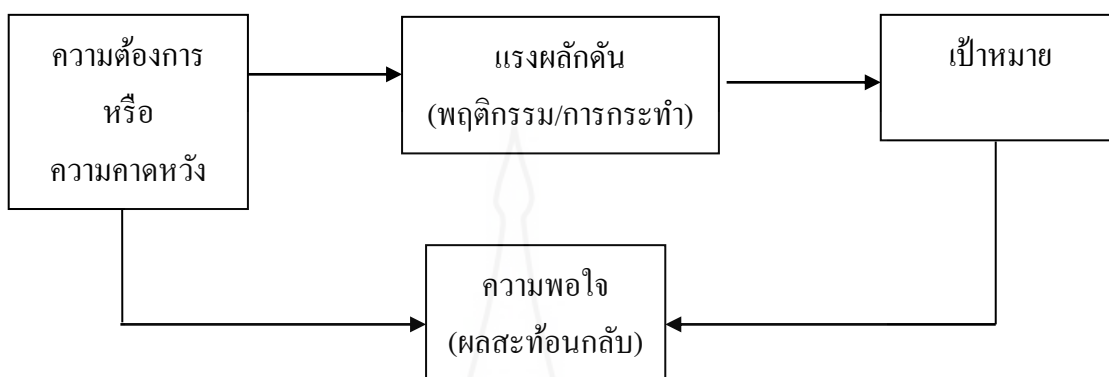 ความต้องการ
หรือ
ความคาดหวัง
แรงผลักดัน
(พฤติกรรม/การกระทำ)
เป้าหมาย
ความพอใจ
(ผลสะท้อนกลับ)